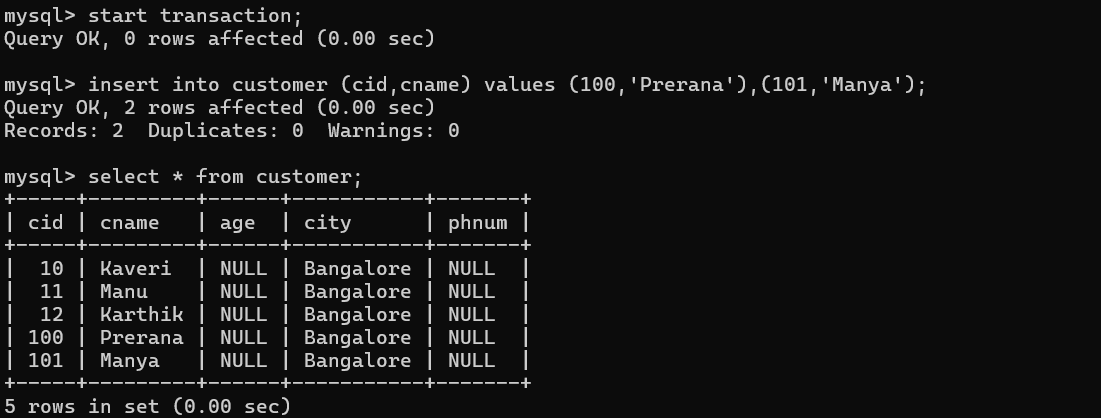 mysql> start transaction;
Query OK, 0 rows affected (0.00 sec)

mysql> insert into customer (cid,cname) values (100,'Prerana'),(101,'Manya');
Query OK, 2 rows affected (0.00 sec)
Records: 2  Duplicates: 0  Warnings: 0

mysql> select * from customer;
+-----+---------+------+-----------+-------+
| cid | cname   | age  | city      | phnum |
+-----+---------+------+-----------+-------+
|  10 | Kaveri  | NULL | Bangalore | NULL  |
|  11 | Manu    | NULL | Bangalore | NULL  |
|  12 | Karthik | NULL | Bangalore | NULL  |
| 100 | Prerana | NULL | Bangalore | NULL  |
| 101 | Manya   | NULL | Bangalore | NULL  |
+-----+---------+------+-----------+-------+
5 rows in set (0.00 sec)